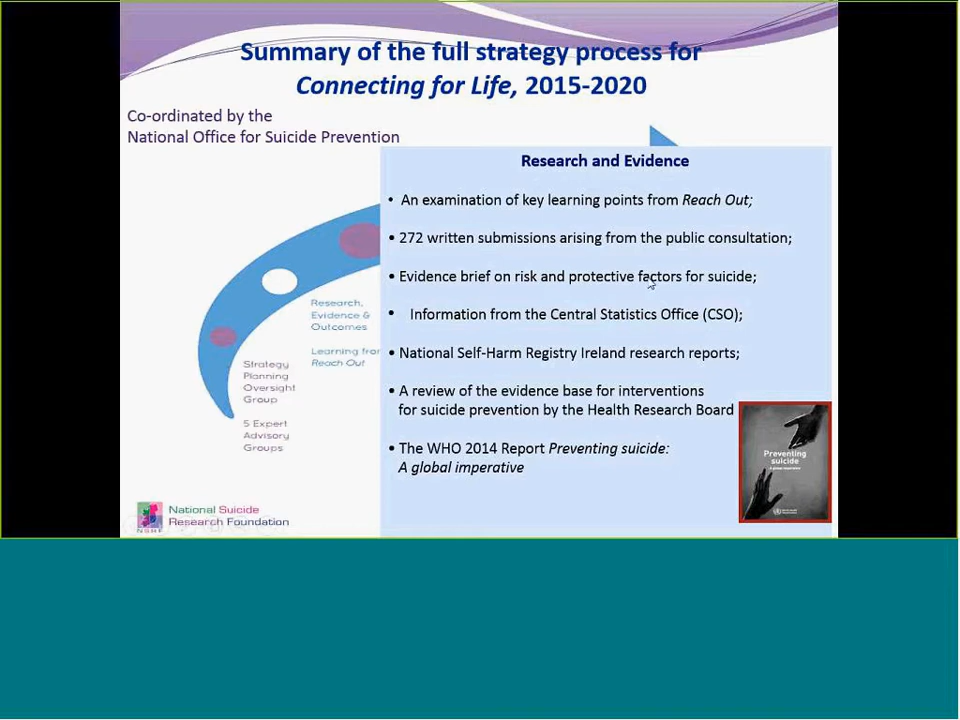 Summary of the full strategy process for
Connecting for Life, 2015-2020
Co-ordinated by the
National Office for Suicide Prevention
Research and Evidence
• An examination of key learning points from Reach Out;
• 272 written submissions arising from the public consultation;
• Evidence brief on risk and protective factors for suicide;
• Information from the Central Statistics Office (CSO);
• National Self-Harm Registry Ireland research reports;
• A review of the evidence base for interventions
for suicide prevention by the Health Research Board
• The WHO 2014 Report Preventing suicide:
A global imperative
Research,
Evidence &
Outcomes
Learning from
Reach Out
Strategy
Planning
Oversight
Group
5 Expert
Advisory
Groups
Preventing
suicide
A global imperative
National Suicide
Research Foundation
NSRF